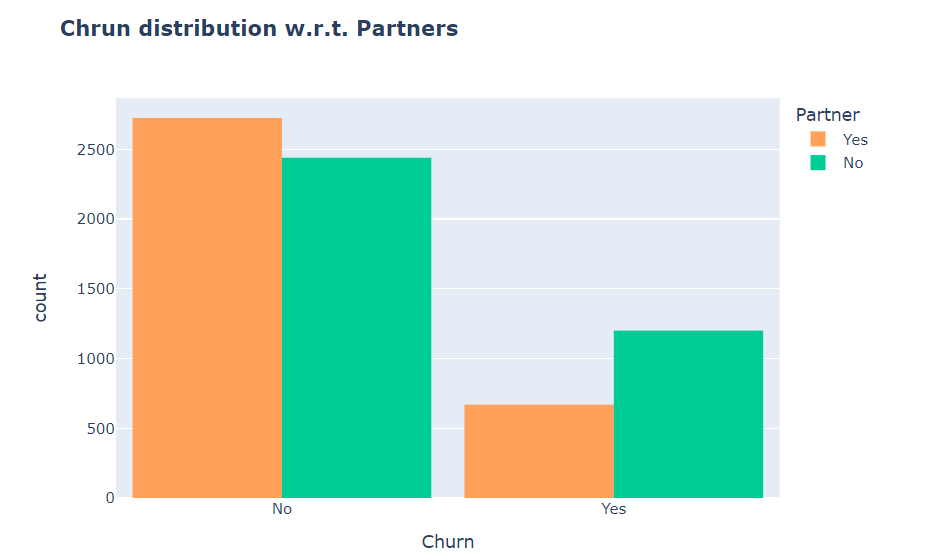 Chrun distribution w.r.t. Partners
Partner
Yes
No
2500
2000
1500
1000
500
0
count
No
Yes
Churn